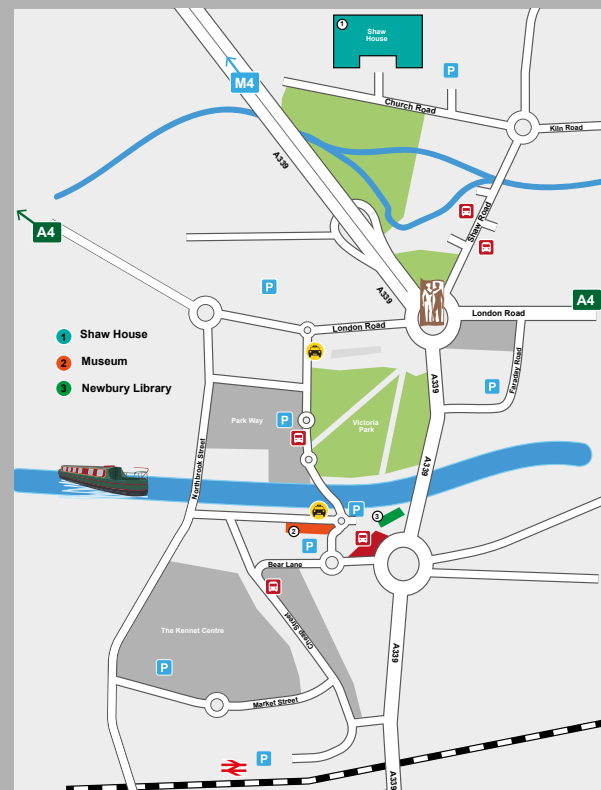 1
Shaw
House
P
M4
Church Road
Kiln Road
A339
Shaw Road
A4
P
A339
A4
London Road
London Road
1 Shaw House
2 Museum
3 Newbury Library
A339
Faraday Road
P
Park Way
P
Victoria
Park
Northbrook Street
A339
P
3
2
P
Bear Lane
Cheap Street
The Kennet Centre
A339
P
Market Street
P
A339